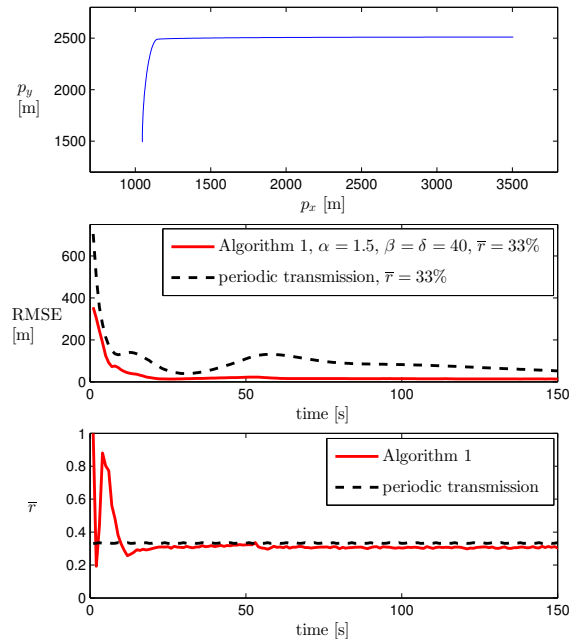 2500
2000
1500
p_y
[m]
1000 1500 2000 2500 3000 3500
p_x [m]
600
400
200
0
RMSE
[m]
Algorithm 1, α = 1.5, β = δ = 40, r̅ = 33%
periodic transmission, r̅ = 33%
0 50 100 150
time [s]
1
0.8
0.6
0.4
0.2
0
r̅
Algorithm 1
periodic transmission
0 50 100 150
time [s]